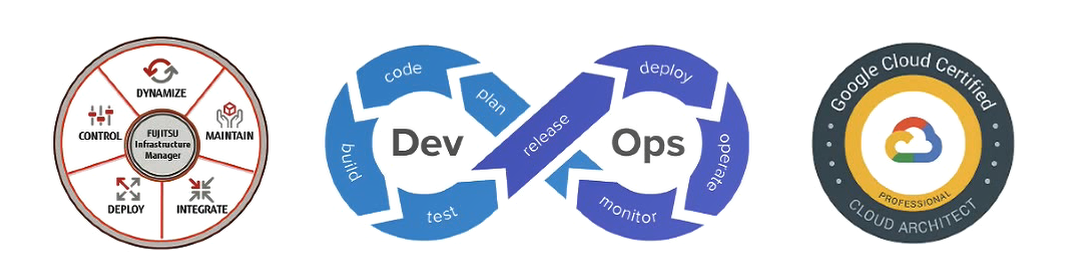 DYNAMIZE
CONTROL
MAINTAIN
FUJITSU
Infrastructure
Manager
DEPLOY
INTEGRATE
code
plan
build
test
Dev
release
Ops
deploy
operate
monitor
Google Cloud Certified
PROFESSIONAL
CLOUD ARCHITECT